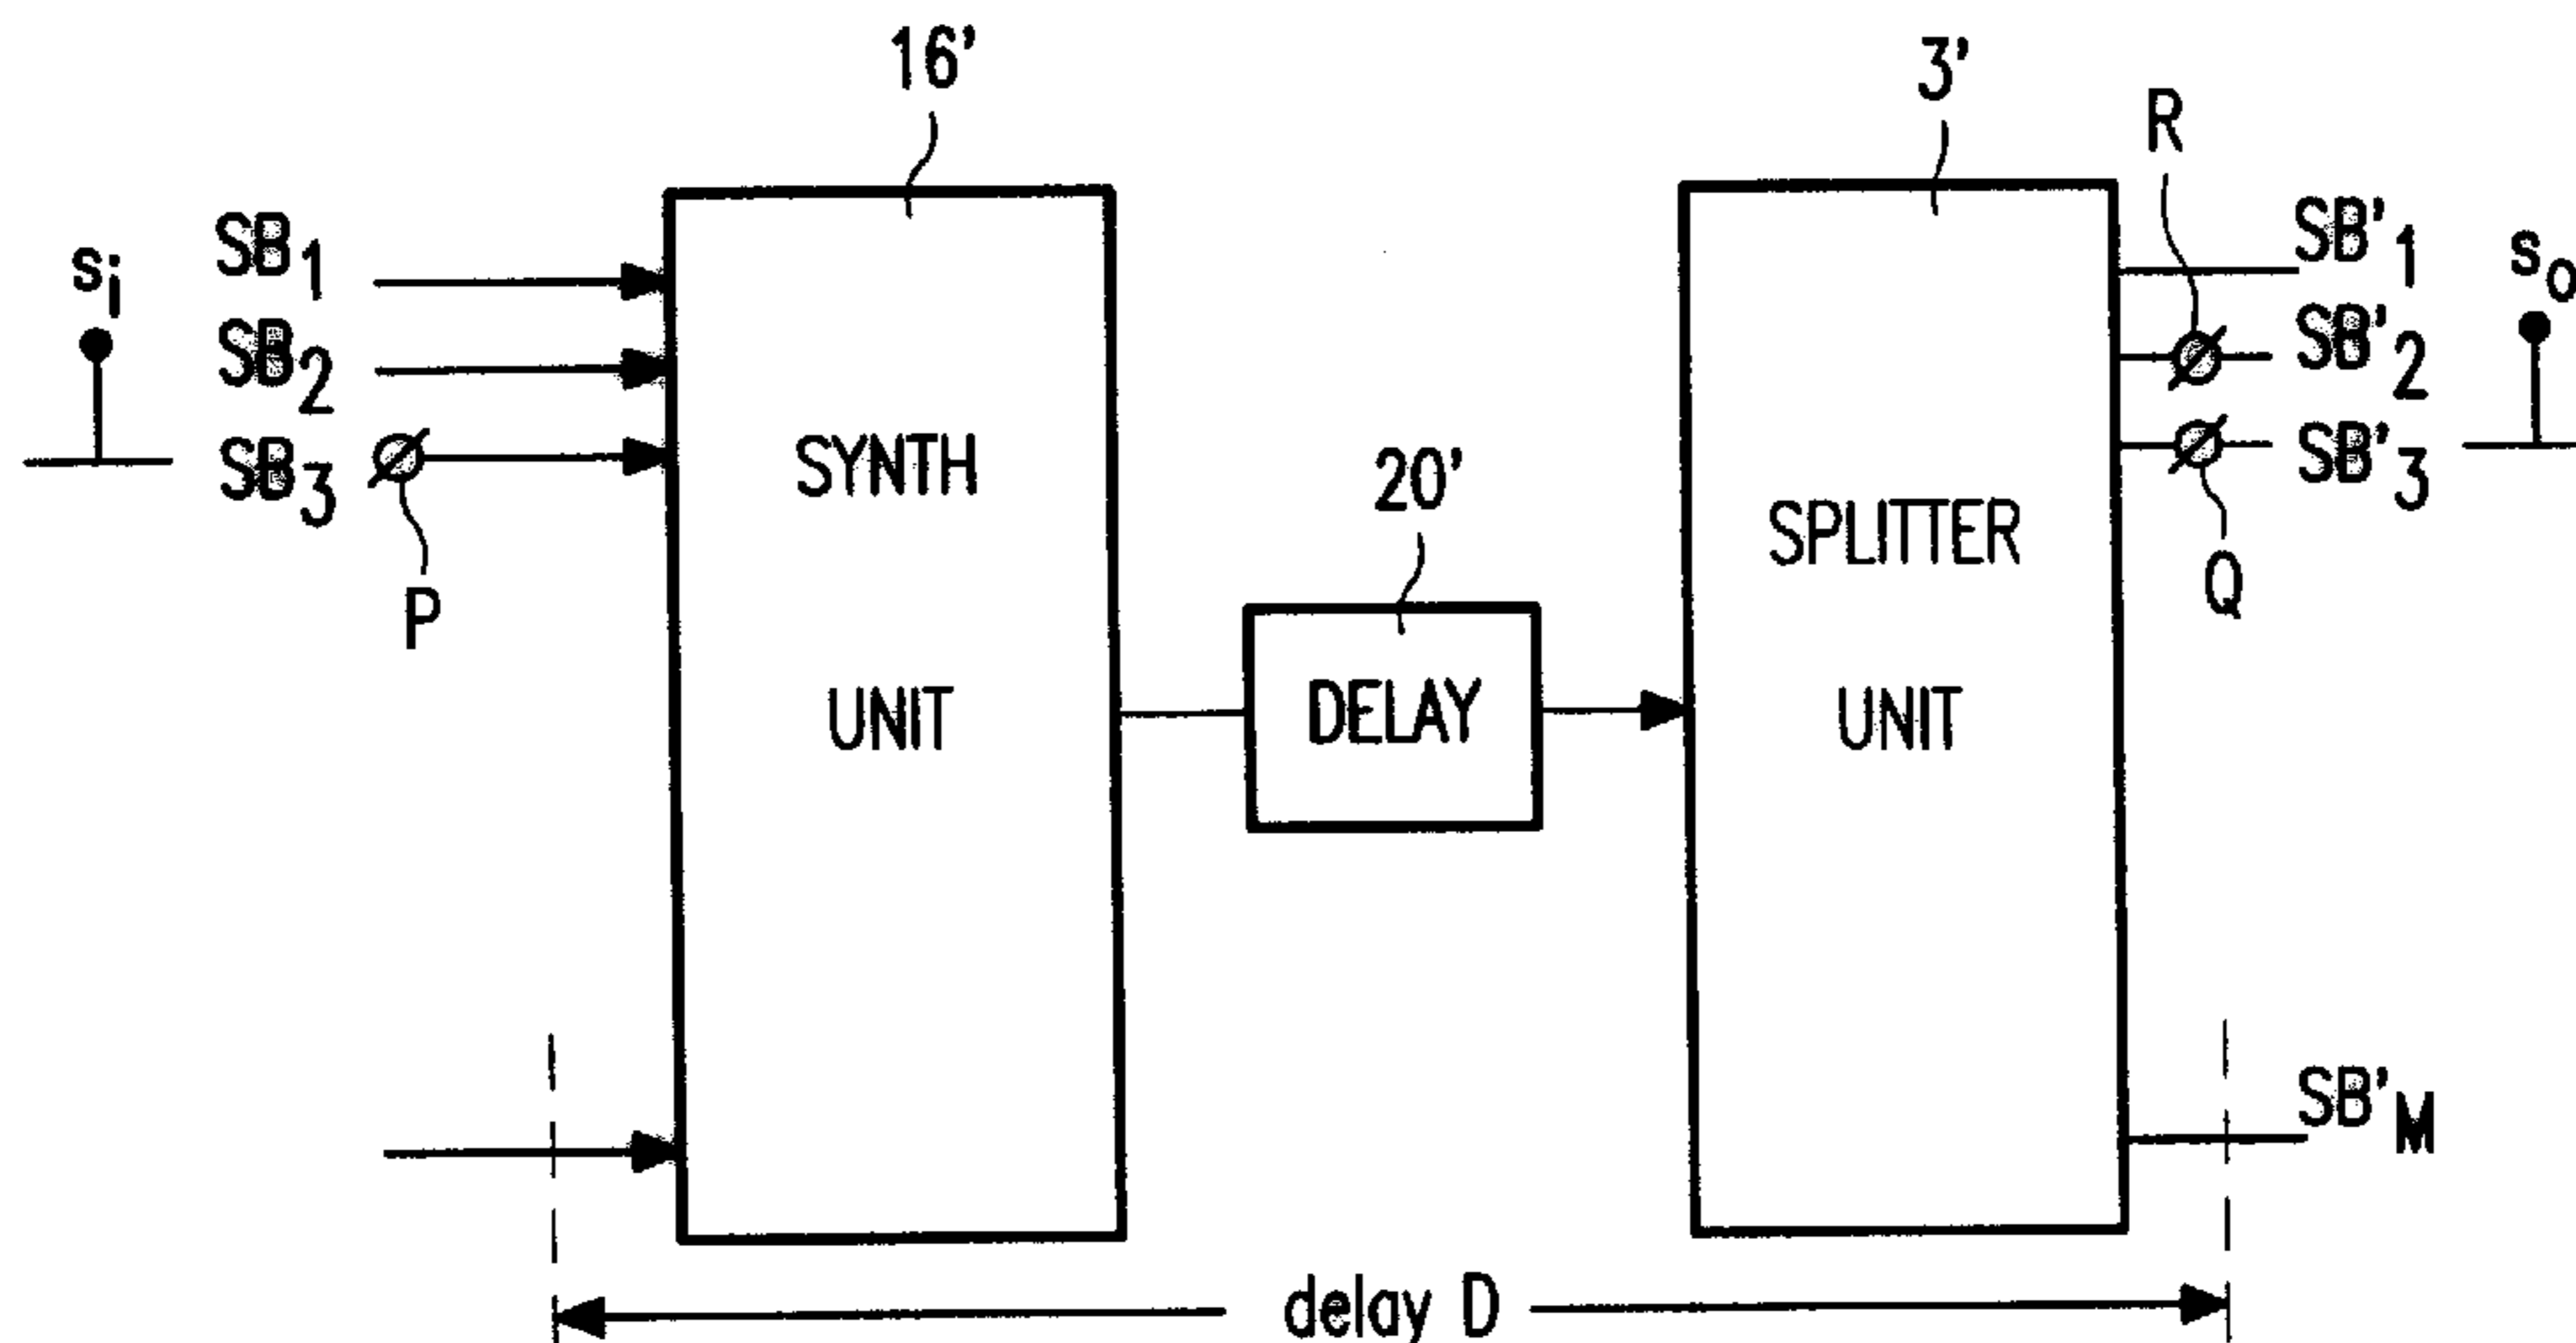 16'
3'
R
s_i
SB_1
SB_2
SB_3
P
SYNTH
UNIT
20'
DELAY
SPLITTER
UNIT
SB'_1
SB'_2
SB'_3
Q
s_o
SB'_M
delay D